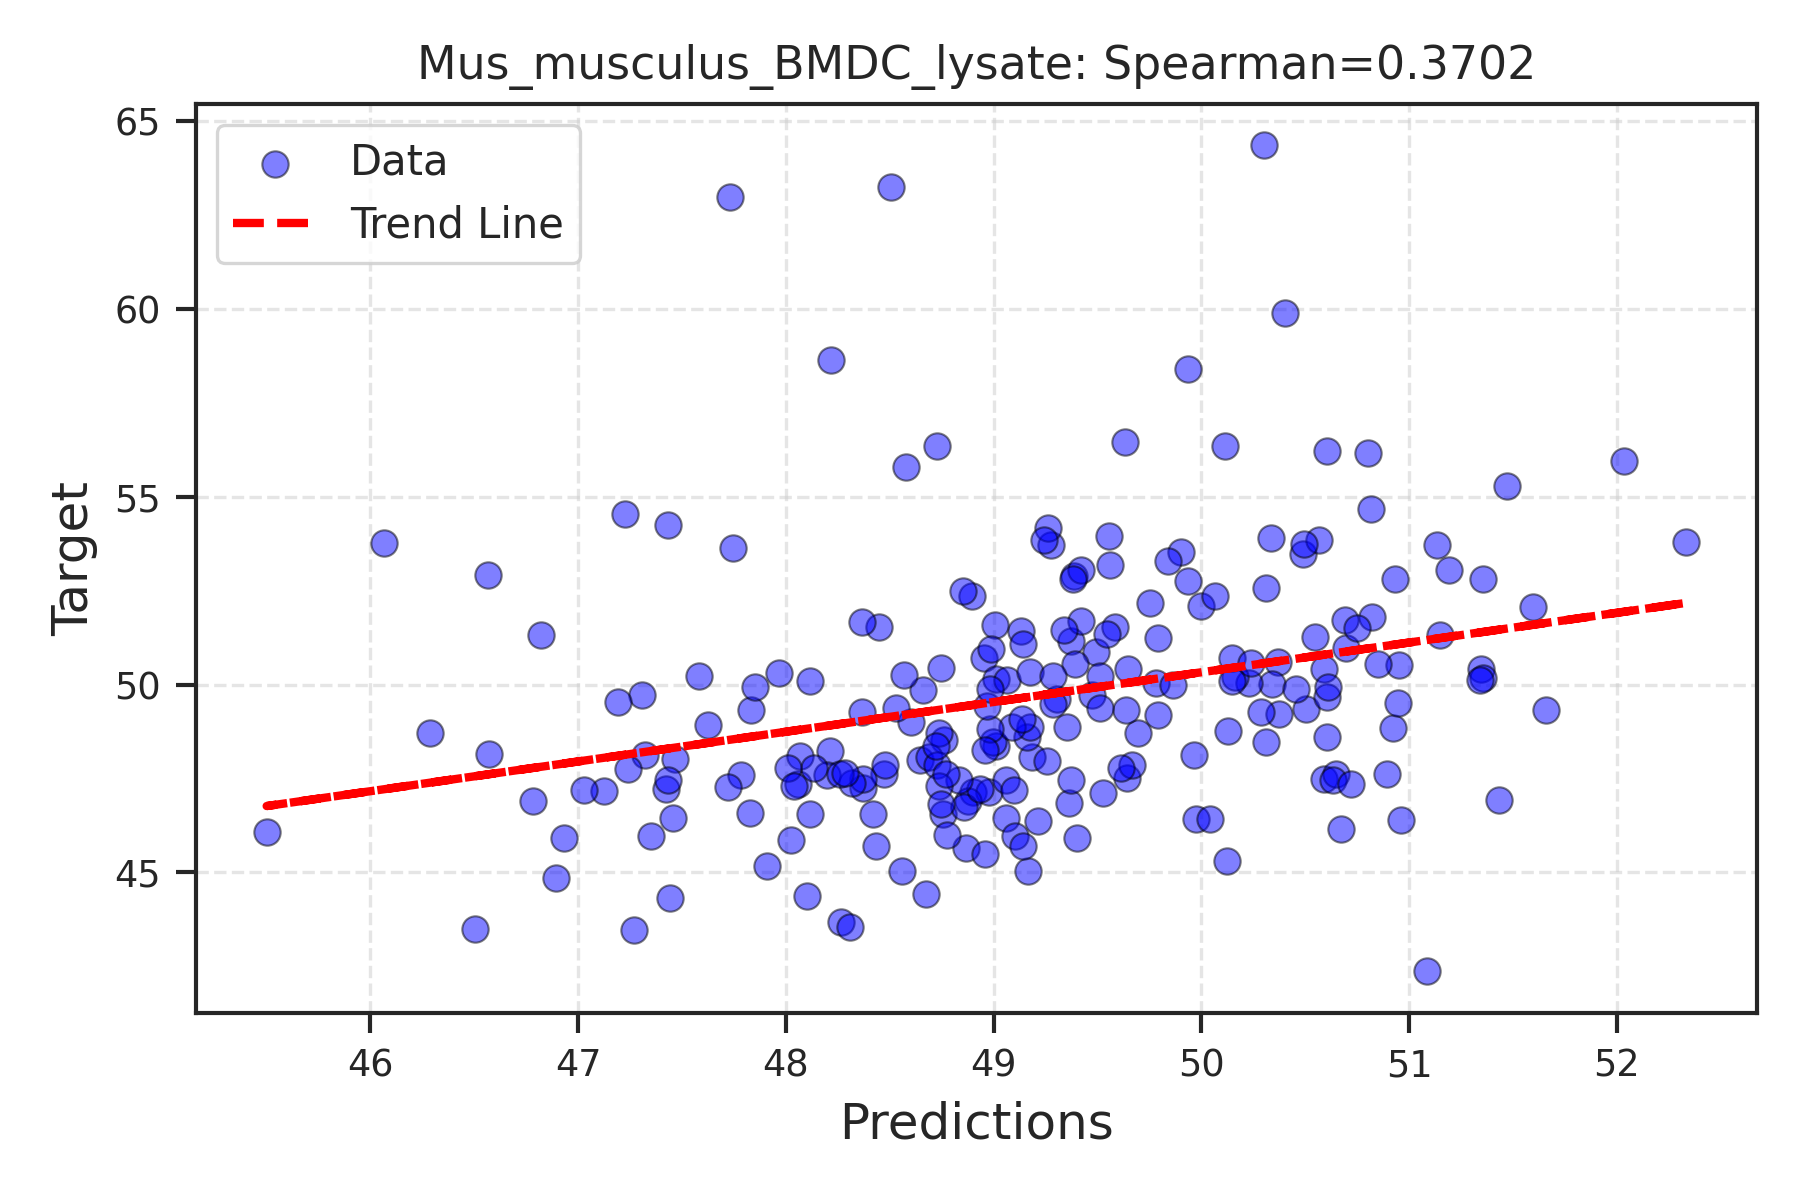 Mus_musculus_BMDC_lysate: Spearman=0.3702
Data
Trend Line
65
60
55
50
45
Target
46 47 48 49 50 51 52
Predictions